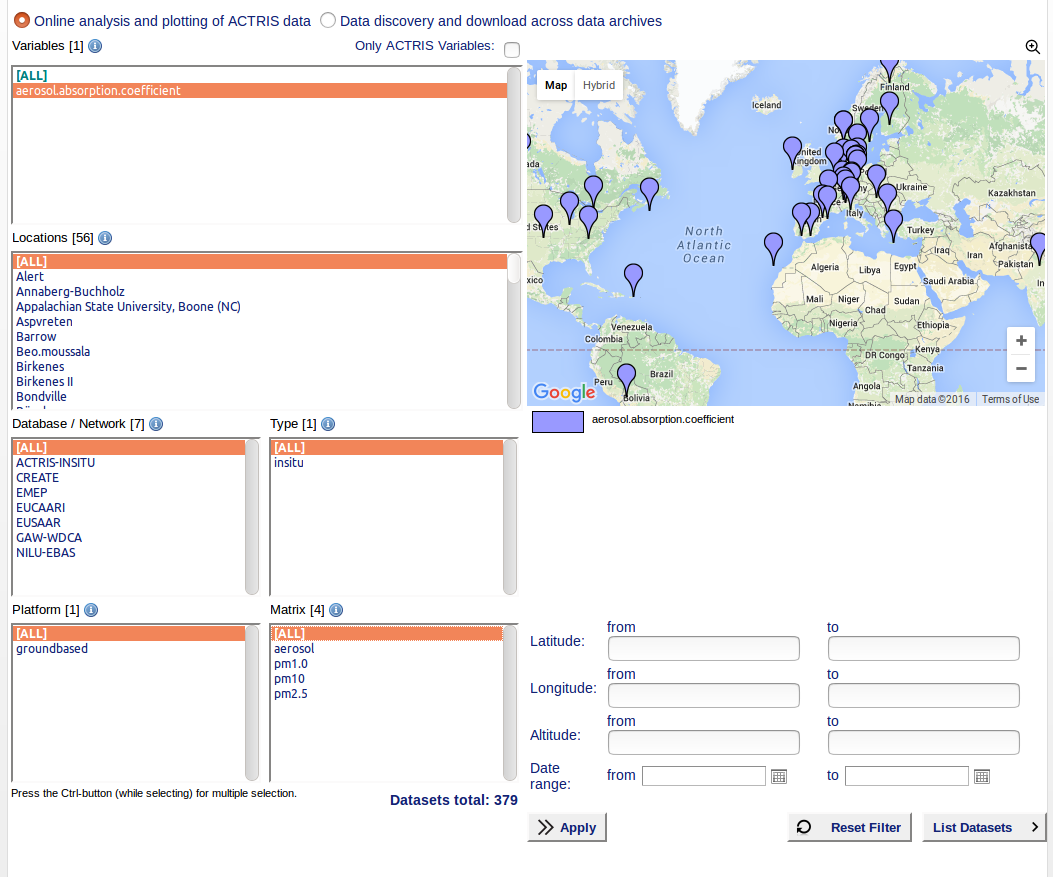 Online analysis and plotting of ACTRIS data
Data discovery and download across data archives
Variables [1]
Only ACTRIS Variables:
[ALL]
aerosol.absorption.coefficient
Locations [56]
[ALL]
Alert
Annaberg-Buchholz
Appalachian State University, Boone (NC)
Aspvreten
Barrow
Beo.moussala
Birkenes
Birkenes II
Bondville
Database / Network [7]
[ALL]
ACTRIS-INSITU
CREATE
EMEP
EUCAARI
EUSAAR
GAW-WDCA
NILU-EBAS
Type [1]
[ALL]
insitu
Platform [1]
[ALL]
groundbased
Matrix [4]
[ALL]
aerosol
pm1.0
pm10
pm2.5
Press the Ctrl-button (while selecting) for multiple selection.
Datasets total: 379
Map
Hybrid
Iceland
Finland
Ukraine
Kazakhstan
Italy
Turkey
North
Atlantic
Ocean
Iraq
Iran
Pakistan
Algeria
Libya
Egypt
Saudi Arabia
Mali
Niger
Chad
Sudan
Nigeria
Ethiopia
Venezuela
Colombia
DR Congo
Kenya
Tanzania
Peru
Brazil
Bolivia
Angola
Google
Map data ©2016
Terms of Use
aerosol.absorption.coefficient
Latitude:
from
to
Longitude:
from
to
Altitude:
from
to
Date
range:
from
to
Apply
Reset Filter
List Datasets